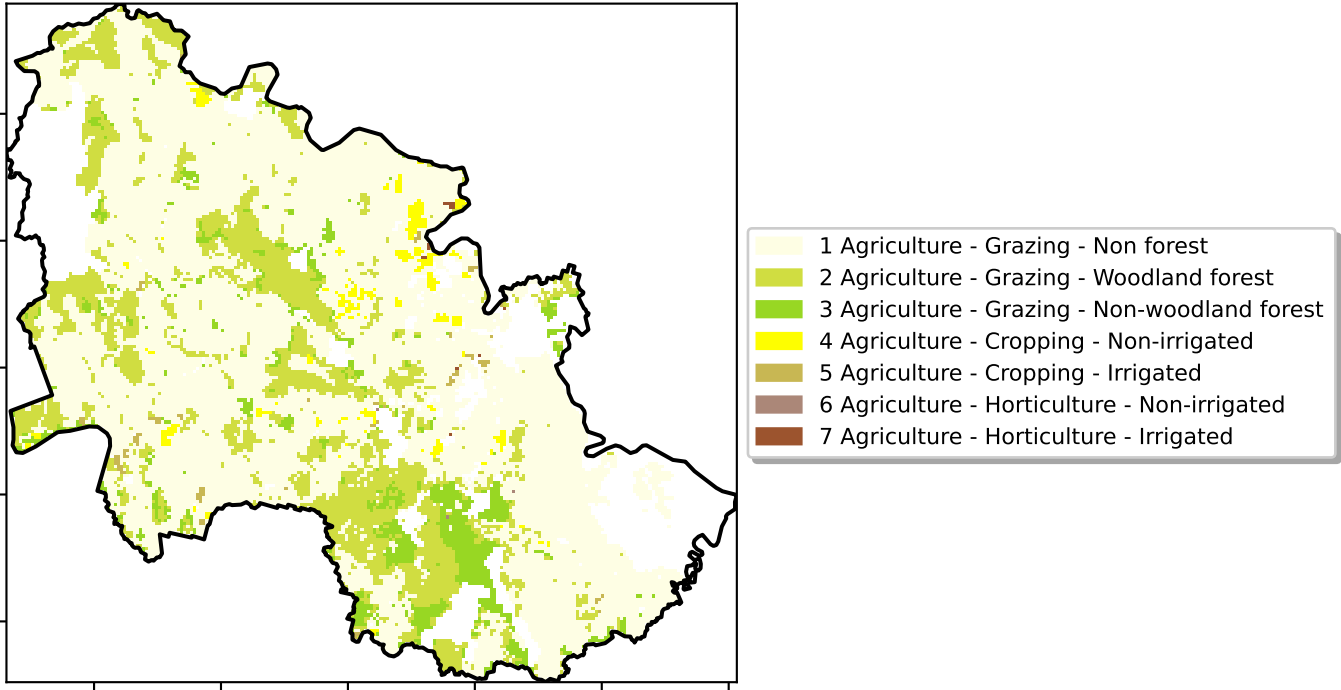 1 Agriculture - Grazing - Non forest
2 Agriculture - Grazing - Woodland forest
3 Agriculture - Grazing - Non-woodland forest
4 Agriculture - Cropping - Non-irrigated
5 Agriculture - Cropping - Irrigated
6 Agriculture - Horticulture - Non-irrigated
7 Agriculture - Horticulture - Irrigated